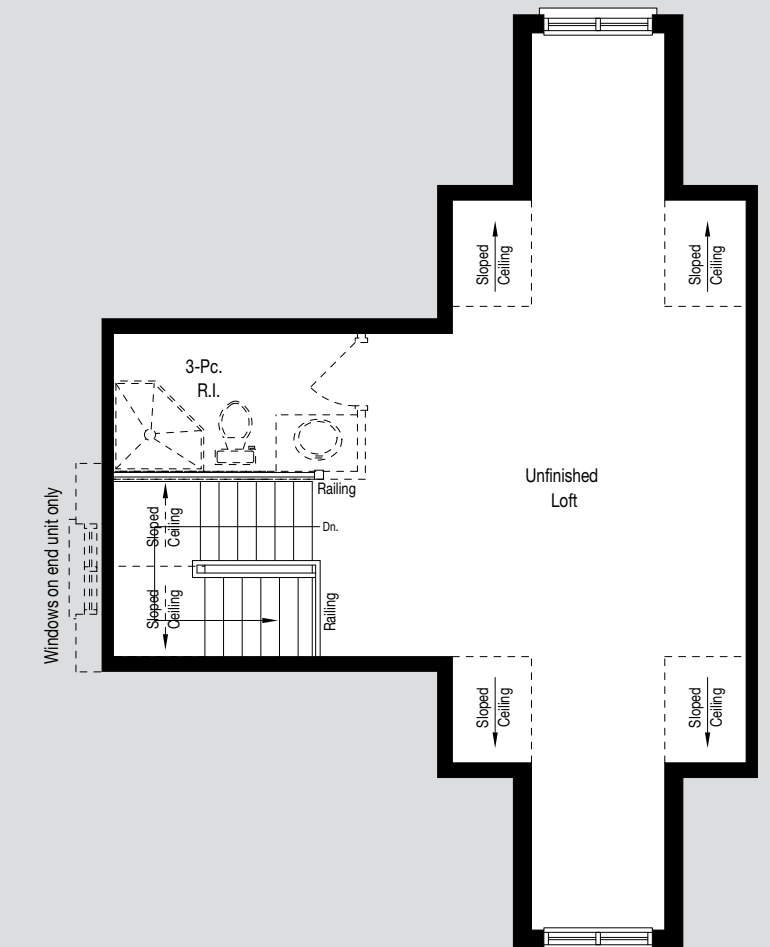 Sloped
Ceiling
Sloped
Ceiling
3-Pc.
R.I.
Unfinished
Loft
Railing
Windows on end unit only
Sloped
Ceiling
Dn.
Sloped
Ceiling
Railing
Sloped
Ceiling
Sloped
Ceiling